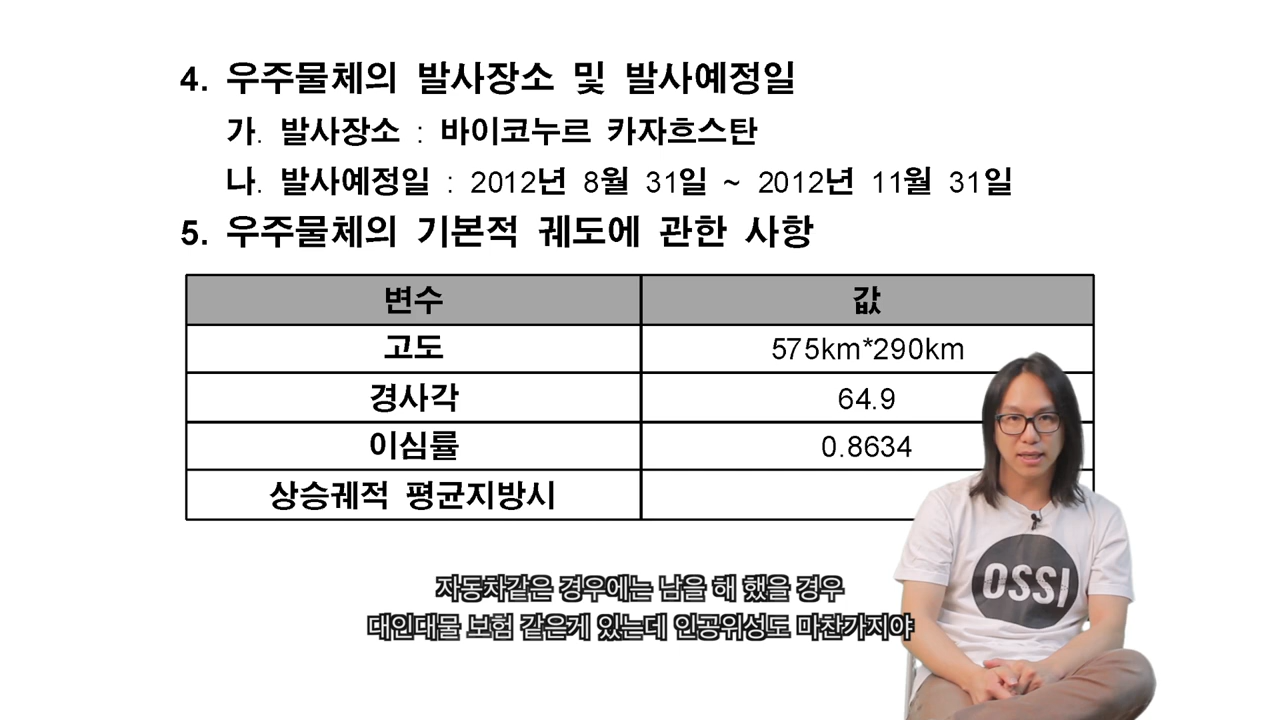 4. 우주물체의 발사장소 및 발사예정일
가. 발사장소 : 바이코누르 카자흐스탄
나. 발사예정일 : 2012년 8월 31일 ~ 2012년 11월 31일
5. 우주물체의 기본적 궤도에 관한 사항
변수 값
고도 575km*290km
경사각 64.9
이심률 0.8634
상승궤적 평균지방시
OSSI
자동차같은 경우에는 남을 해 했을 경우
대인대물 보험 같은게 있는데 인공위성도 마찬가지야